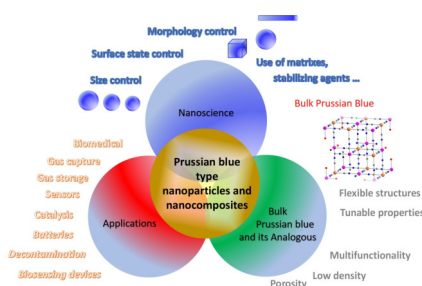 Morphology control
Surface state control
Use of matrixes,
stabilizing agents ...
Size control
Bulk Prussian Blue
Nanoscience
Biomedical
Gas capture
Gas storage
Sensors
Catalysis
Batteries
Decontamination
Biosensing devices
Prussian blue
type
nanoparticles and
nanocomposites
Applications
Bulk
Prussian blue
and its Analogous
Flexible structures
Tunable properties
Multifunctionality
Low density
Porosity